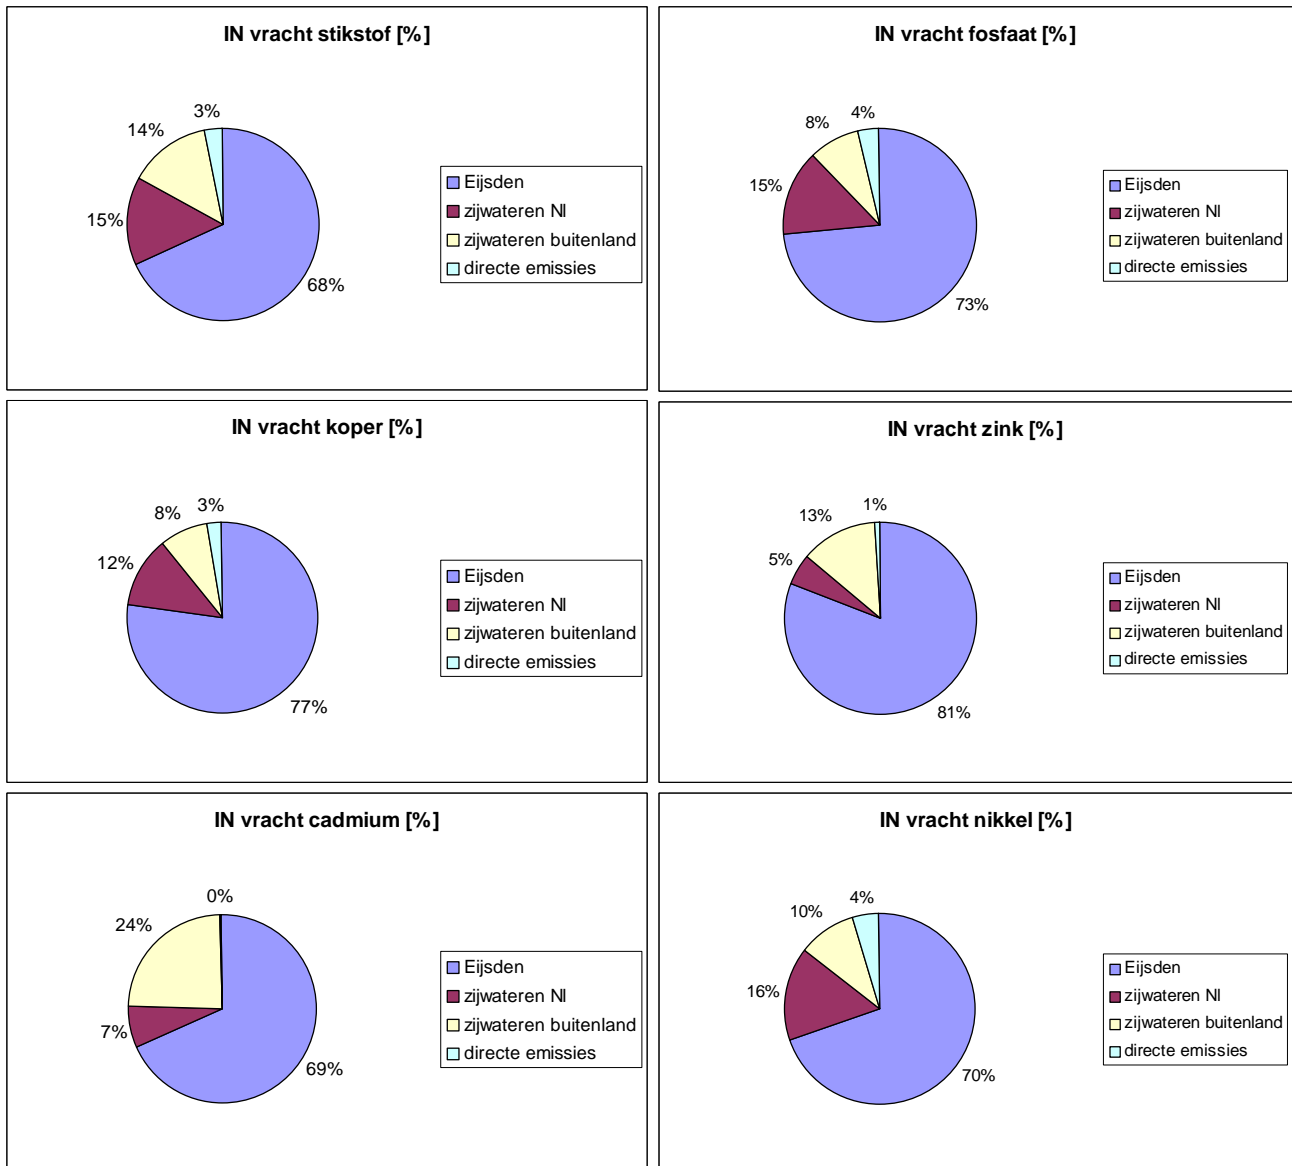 IN vracht stikstof [%]
3%
14%
15%
68%
Eijsden
zijwateren Nl
zijwateren buitenland
directe emissies
IN vracht fosfaat [%]
4%
8%
15%
73%
Eijsden
zijwateren Nl
zijwateren buitenland
directe emissies
IN vracht koper [%]
3%
8%
12%
77%
Eijsden
zijwateren Nl
zijwateren buitenland
directe emissies
IN vracht zink [%]
1%
13%
5%
81%
Eijsden
zijwateren Nl
zijwateren buitenland
directe emissies
IN vracht cadmium [%]
0%
24%
7%
69%
Eijsden
zijwateren Nl
zijwateren buitenland
directe emissies
IN vracht nikkel [%]
4%
10%
16%
70%
Eijsden
zijwateren Nl
zijwateren buitenland
directe emissies